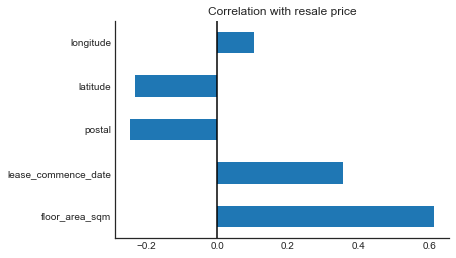 Correlation with resale price
longitude
latitude
postal
lease_commence_date
floor_area_sqm
−0.2 0.0 0.2 0.4 0.6